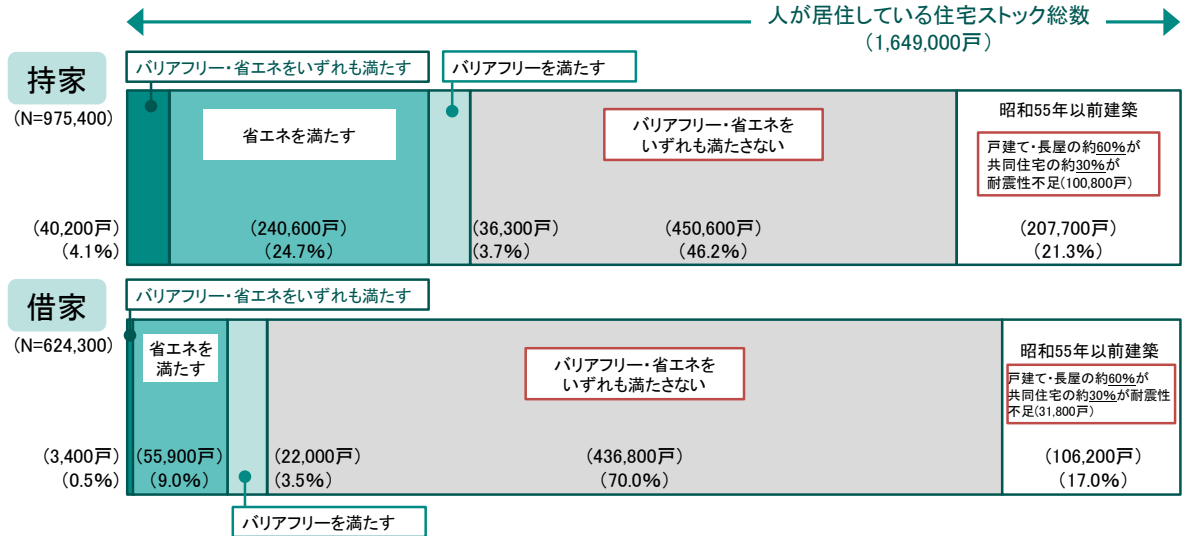 人が居住している住宅ストック総数
(1,649,000戸)
持家
(N=975,400)
バリアフリー・省エネをいずれも満たす
バリアフリーを満たす
省エネを満たす
バリアフリー・省エネを
いずれも満たさない
昭和55年以前建築
戸建て・長屋の約60%が
共同住宅の約30%が
耐震性不足(100,800戸)
(40,200戸)
(4.1%)
(240,600戸)
(24.7%)
(36,300戸)
(3.7%)
(450,600戸)
(46.2%)
(207,700戸)
(21.3%)
借家
(N=624,300)
バリアフリー・省エネをいずれも満たす
省エネを
満たす
バリアフリー・省エネを
いずれも満たさない
昭和55年以前建築
戸建て・長屋の約60%が
共同住宅の約30%が耐震性
不足(31,800戸)
(3,400戸)
(0.5%)
(55,900戸)
(9.0%)
(22,000戸)
(3.5%)
(436,800戸)
(70.0%)
(106,200戸)
(17.0%)
バリアフリーを満たす